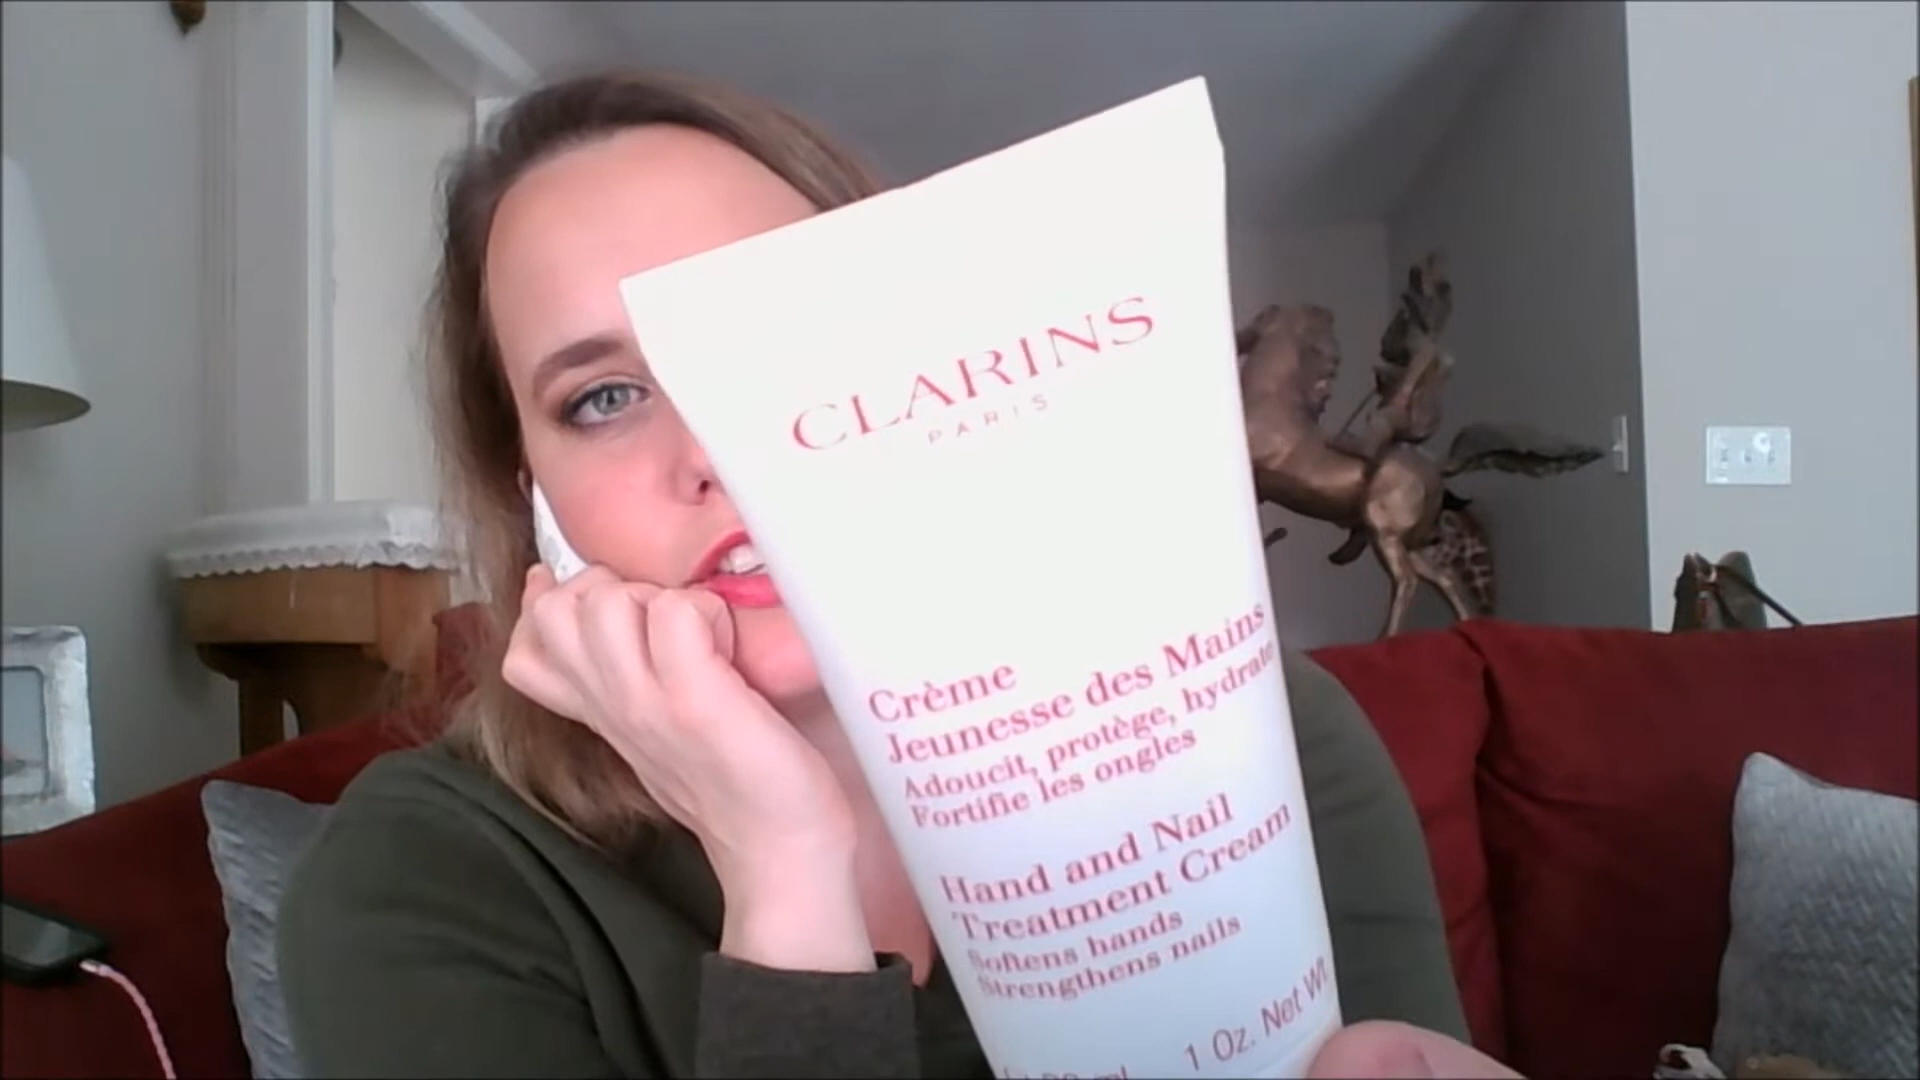 CLARINS
PARIS
Crème
Jeunesse des Mains
Adoucit, protège, hydrate
Fortifie les ongles
Hand and Nail
Treatment Cream
Softens hands
Strengthens nails
1 Oz. Net Wt.